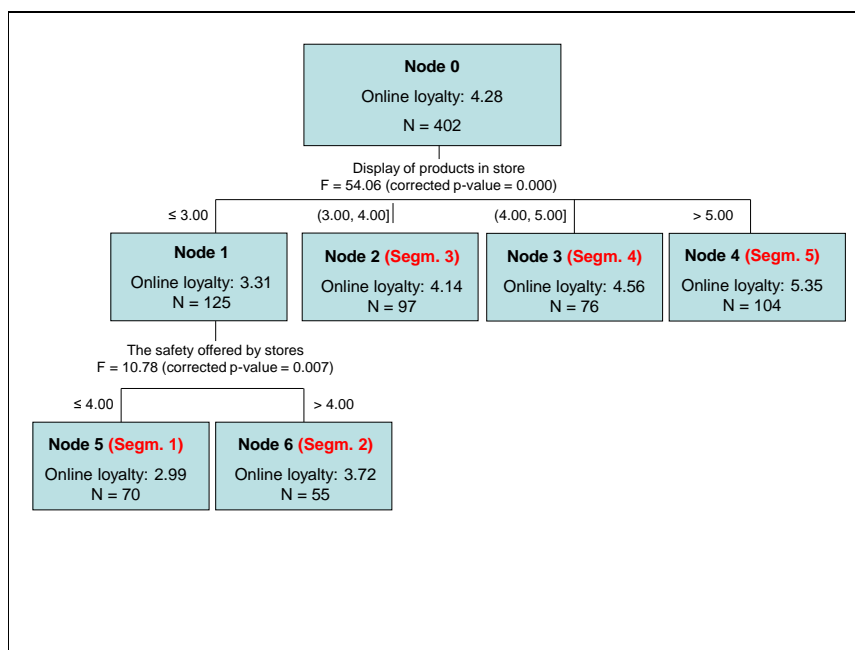 Node 0
Online loyalty: 4.28
N = 402
Display of products in store
F = 54.06 (corrected p-value = 0.000)
≤ 3.00
(3.00, 4.00]
(4.00, 5.00]
> 5.00
Node 1
Online loyalty: 3.31
N = 125
Node 2 (Segm. 3)
Online loyalty: 4.14
N = 97
Node 3 (Segm. 4)
Online loyalty: 4.56
N = 76
Node 4 (Segm. 5)
Online loyalty: 5.35
N = 104
The safety offered by stores
F = 10.78 (corrected p-value = 0.007)
≤ 4.00
> 4.00
Node 5 (Segm. 1)
Online loyalty: 2.99
N = 70
Node 6 (Segm. 2)
Online loyalty: 3.72
N = 55